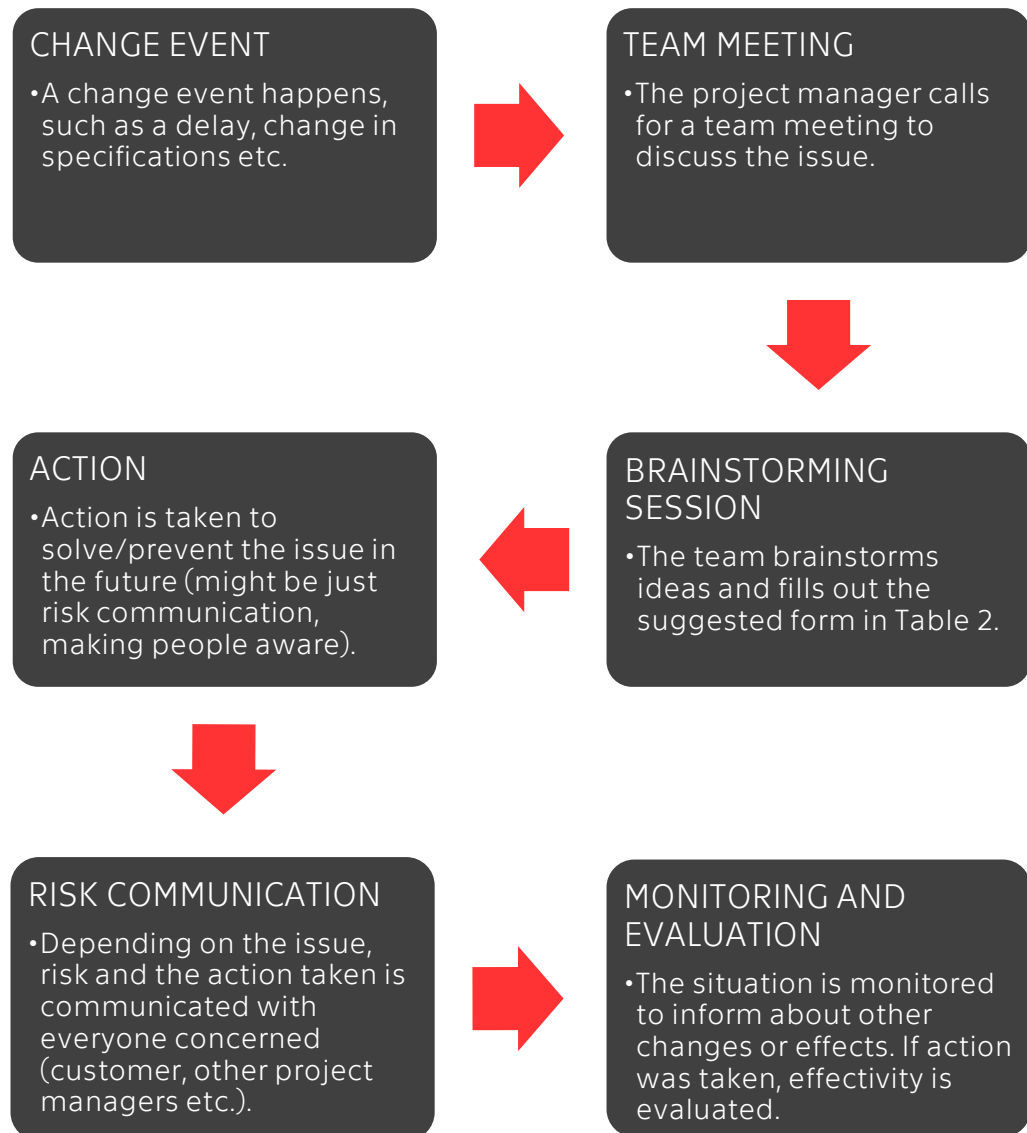 CHANGE EVENT
•A change event happens,
such as a delay, change in
specifications etc.
TEAM MEETING
•The project manager calls
for a team meeting to
discuss the issue.
BRAINSTORMING
SESSION
•The team brainstorms
ideas and fills out the
suggested form in Table 2.
ACTION
•Action is taken to
solve/prevent the issue in
the future (might be just
risk communication,
making people aware).
RISK COMMUNICATION
•Depending on the issue,
risk and the action taken is
communicated with
everyone concerned
(customer, other project
managers etc.).
MONITORING AND
EVALUATION
•The situation is monitored
to inform about other
changes or effects. If action
was taken, effectivity is
evaluated.